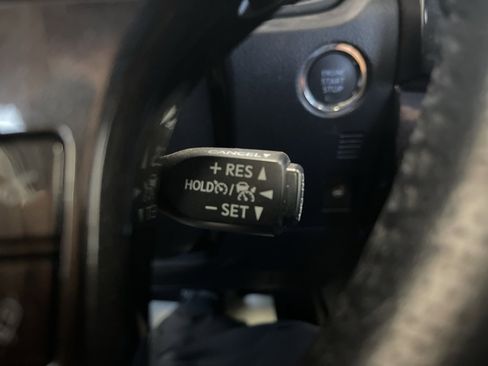 ENGINE
START
STOP
CANCEL
+ RES ▲
HOLD / ◀
− SET ▼